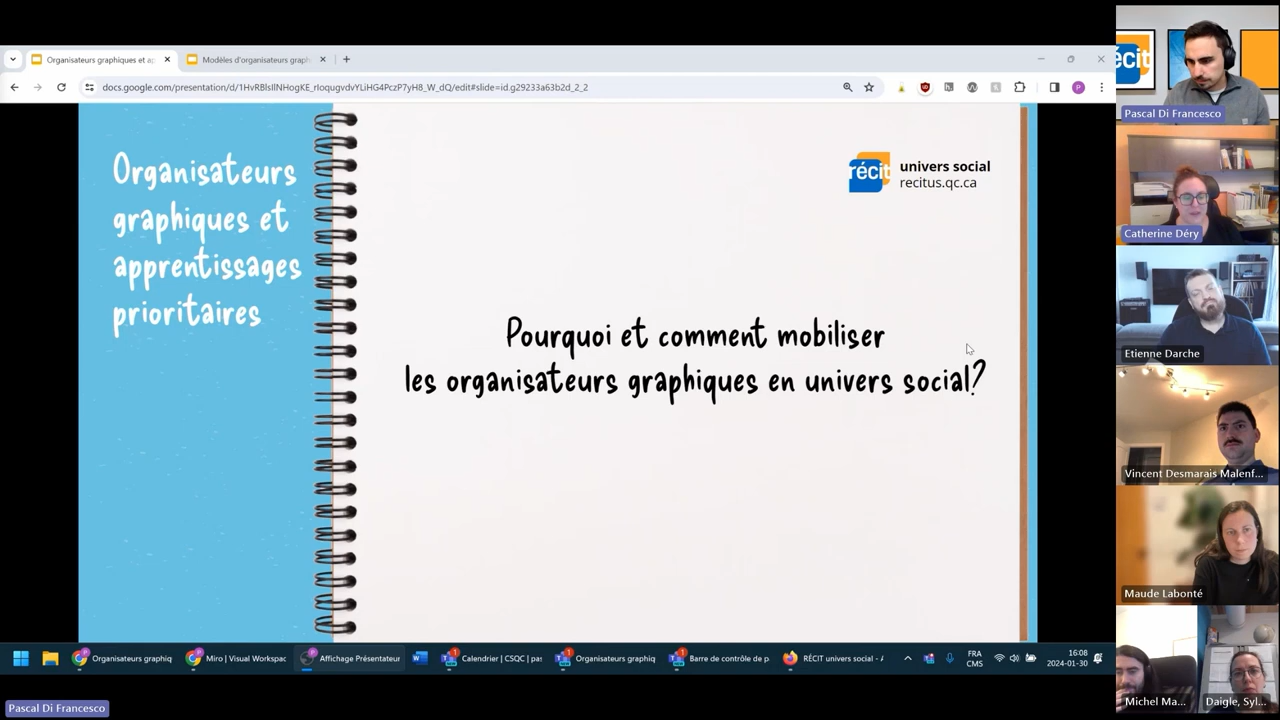 Organisateurs graphiques et ap
Modèles d'organisateurs graph
docs.google.com/presentation/d/
/edit#slide=id.g29233a63b2d_2_2
Organisateurs
graphiques et
apprentissages
prioritaires
récit
univers social
recitus.qc.ca
Pourquoi et comment mobiliser
les organisateurs graphiques en univers social?
Organisateurs graphiq
Miro | Visual Workspac
Affichage Présentateur
Calendrier | CSQC | pas
Organisateurs graphiq
Barre de contrôle de p
RÉCIT univers social - A
FRA
CMS
16:08
2024-01-30
Pascal Di Francesco
écit
Pascal Di Francesco
Catherine Déry
Etienne Darche
Vincent Desmarais Malenf...
Maude Labonté
Michel Ma...
Daigle, Syl...